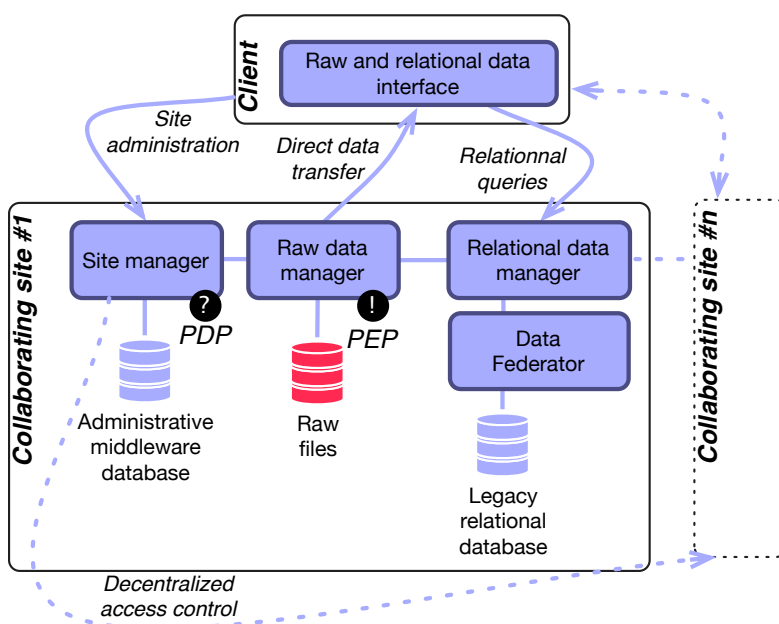 Client
Raw and relational data
interface
Site
administration
Direct data
transfer
Relationnal
queries
Collaborating site #1
Site manager
Raw data
manager
Relational data
manager
Collaborating site #n
?
PDP
!
PEP
Data
Federator
Administrative
middleware
database
Raw
files
Legacy
relational
database
Decentralized
access control